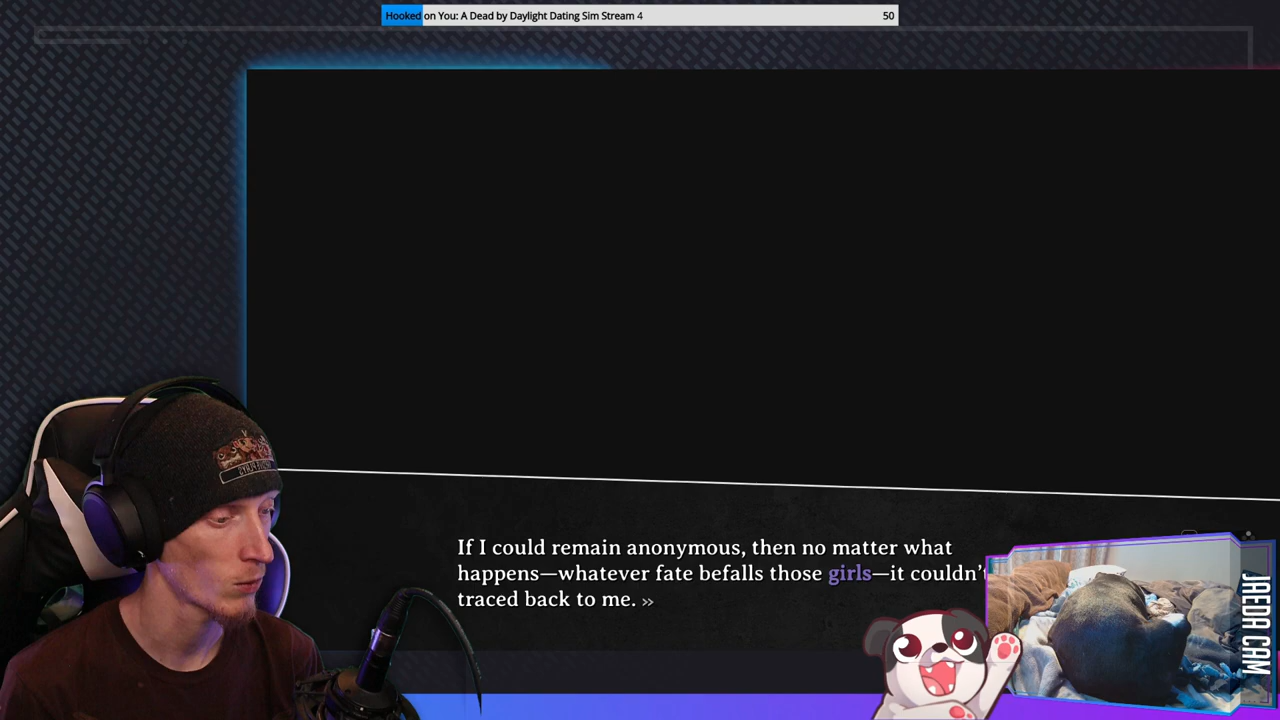 Hooked on You: A Dead by Daylight Dating Sim Stream 4 50
If I could remain anonymous, then no matter what
happens—whatever fate befalls those girls—it couldn't
traced back to me. »
JAEDA CAM